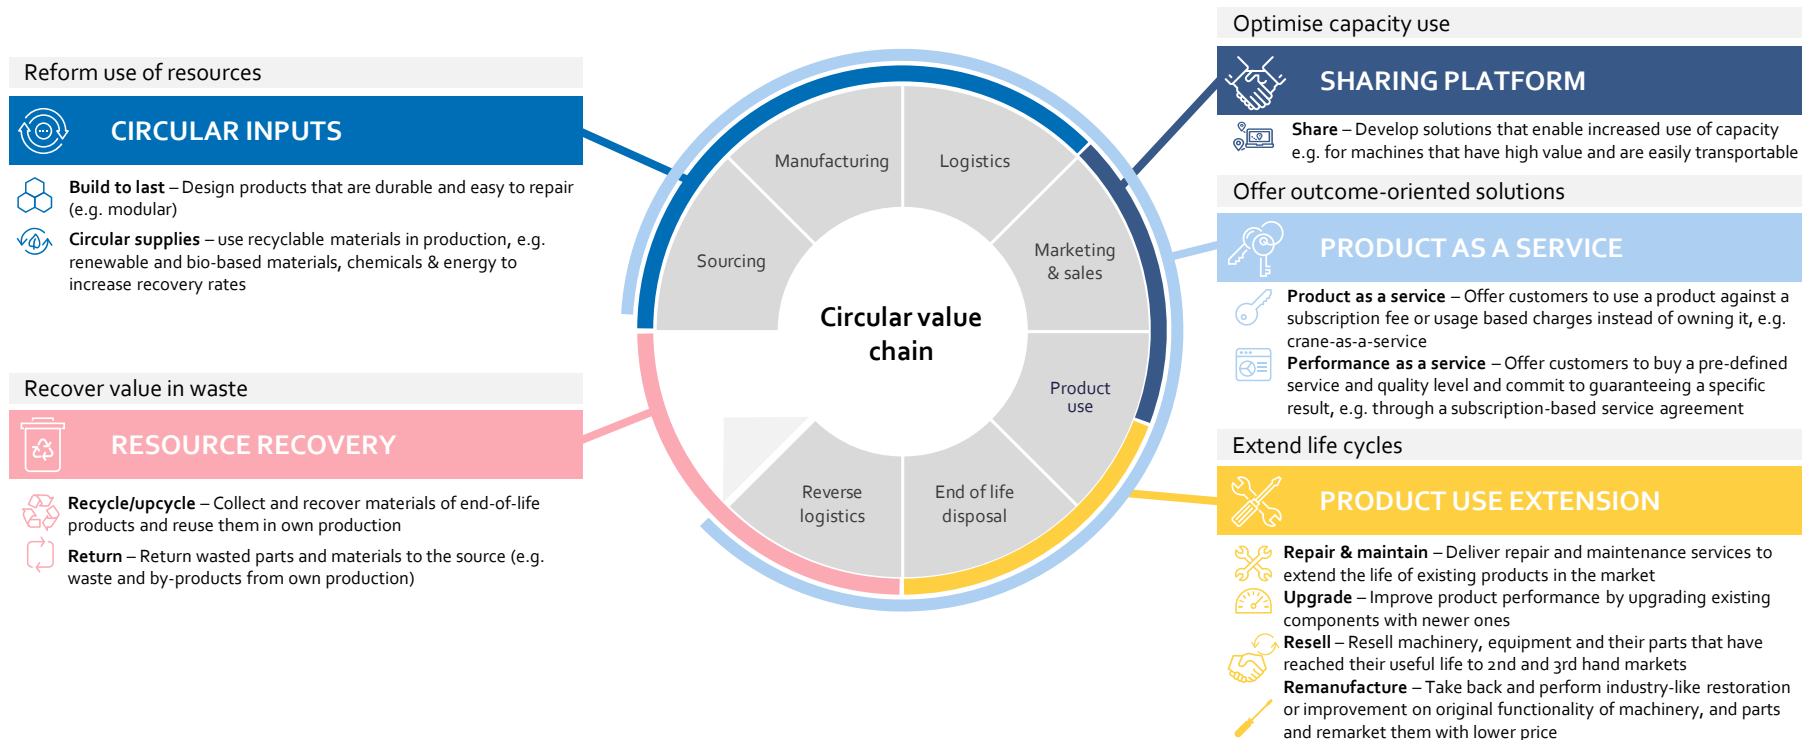 Reform use of resources
CIRCULAR INPUTS
Build to last – Design products that are durable and easy to repair
(e.g. modular)
Circular supplies – use recyclable materials in production, e.g.
renewable and bio-based materials, chemicals & energy to
increase recovery rates
Recover value in waste
RESOURCE RECOVERY
Recycle/upcycle – Collect and recover materials of end-of-life
products and reuse them in own production
Return – Return wasted parts and materials to the source (e.g.
waste and by-products from own production)
Manufacturing
Logistics
Sourcing
Marketing
& sales
Circular value
chain
Product
use
Reverse
logistics
End of life
disposal
Optimise capacity use
SHARING PLATFORM
Share – Develop solutions that enable increased use of capacity
e.g. for machines that have high value and are easily transportable
Offer outcome-oriented solutions
PRODUCT AS A SERVICE
Product as a service – Offer customers to use a product against a
subscription fee or usage based charges instead of owning it, e.g.
crane-as-a-service
Performance as a service – Offer customers to buy a pre-defined
service and quality level and commit to guaranteeing a specific
result, e.g. through a subscription-based service agreement
Extend life cycles
PRODUCT USE EXTENSION
Repair & maintain – Deliver repair and maintenance services to
extend the life of existing products in the market
Upgrade – Improve product performance by upgrading existing
components with newer ones
Resell – Resell machinery, equipment and their parts that have
reached their useful life to 2nd and 3rd hand markets
Remanufacture – Take back and perform industry-like restoration
or improvement on original functionality of machinery, and parts
and remarket them with lower price